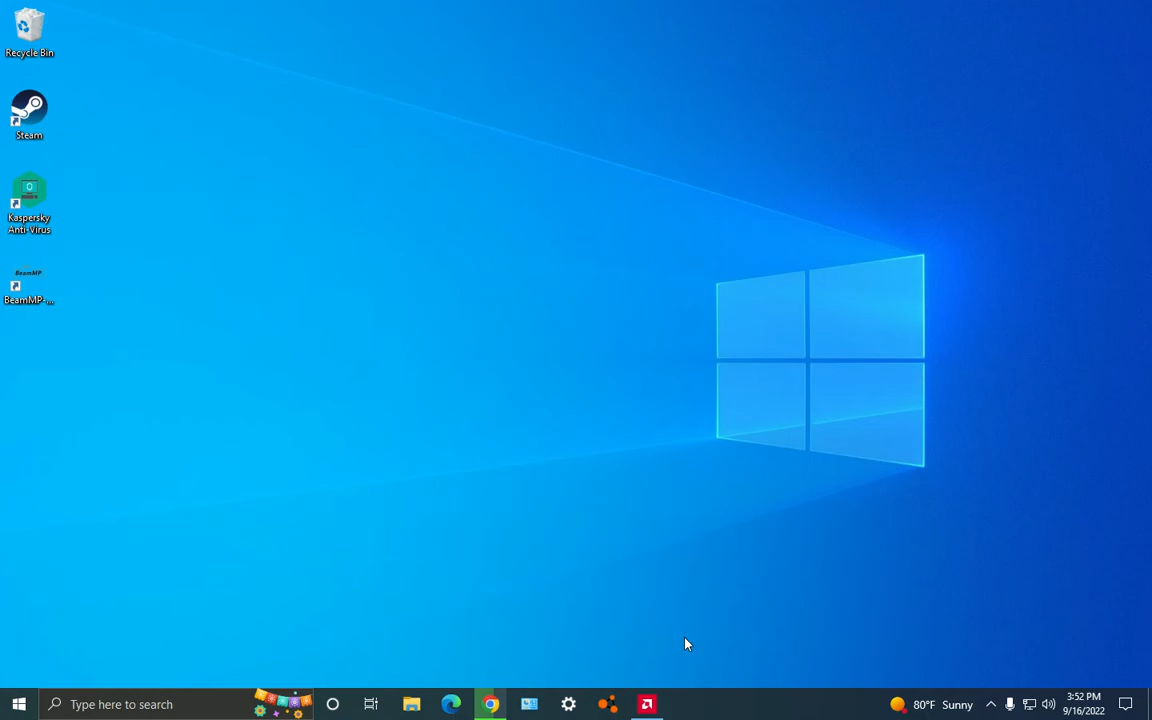 Recycle Bin
Steam
Kaspersky
Anti-Virus
BeamMP
BeamMP-...
Type here to search
80°F Sunny
3:52 PM
9/16/2022